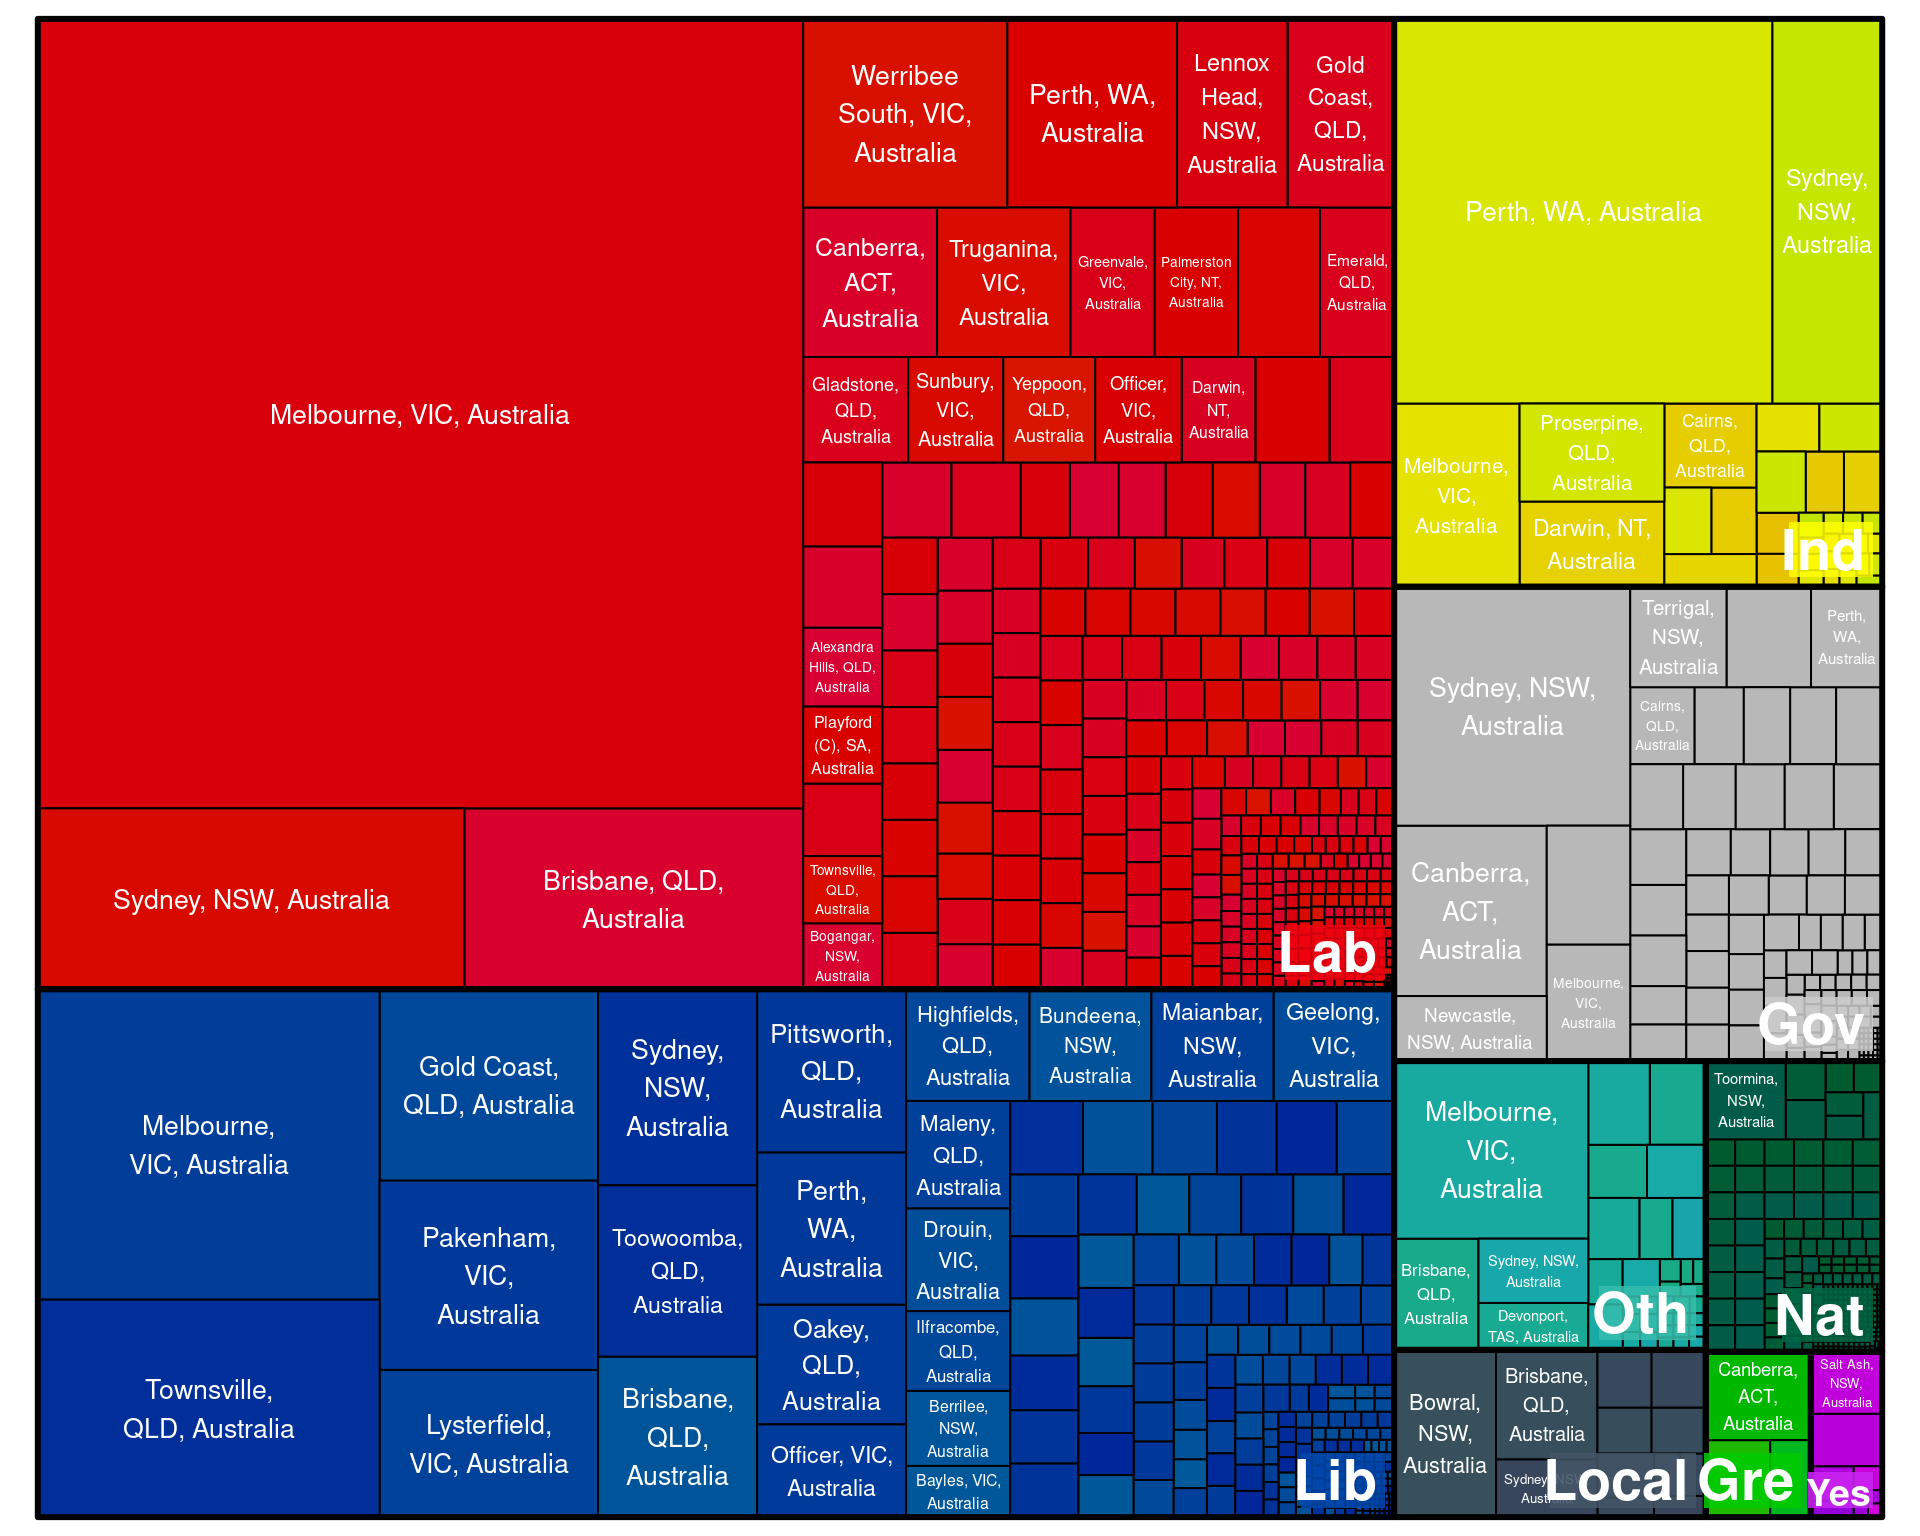 Melbourne, VIC, Australia
Sydney, NSW, Australia
Brisbane, QLD,
Australia
Werribee
South, VIC,
Australia
Perth, WA,
Australia
Lennox
Head,
NSW,
Australia
Gold
Coast,
QLD,
Australia
Canberra,
ACT,
Australia
Truganina,
VIC,
Australia
Greenvale,
VIC,
Australia
Palmerston
City, NT,
Australia
Emerald,
QLD,
Australia
Gladstone,
QLD,
Australia
Sunbury,
VIC,
Australia
Yeppoon,
QLD,
Australia
Officer,
VIC,
Australia
Darwin,
NT,
Australia
Alexandra
Hills, QLD,
Australia
Playford
(C), SA,
Australia
Townsville,
QLD,
Australia
Bogangar,
NSW,
Australia
Lab
Perth, WA, Australia
Sydney,
NSW,
Australia
Melbourne,
VIC,
Australia
Proserpine,
QLD,
Australia
Darwin, NT,
Australia
Cairns,
QLD,
Australia
Ind
Sydney, NSW,
Australia
Terrigal,
NSW,
Australia
Perth,
WA,
Australia
Cairns,
QLD,
Australia
Canberra,
ACT,
Australia
Newcastle,
NSW, Australia
Melbourne,
VIC,
Australia
Gov
Melbourne,
VIC, Australia
Townsville,
QLD, Australia
Gold Coast,
QLD, Australia
Pakenham,
VIC,
Australia
Lysterfield,
VIC, Australia
Sydney,
NSW,
Australia
Toowoomba,
QLD,
Australia
Brisbane,
QLD,
Australia
Pittsworth,
QLD,
Australia
Perth,
WA,
Australia
Oakey,
QLD,
Australia
Officer, VIC,
Australia
Highfields,
QLD,
Australia
Bundeena,
NSW,
Australia
Maianbar,
NSW,
Australia
Geelong,
VIC,
Australia
Maleny,
QLD,
Australia
Drouin,
VIC,
Australia
Ilfracombe,
QLD,
Australia
Berrilee,
NSW,
Australia
Bayles, VIC,
Australia
Lib
Melbourne,
VIC,
Australia
Brisbane,
QLD,
Australia
Sydney, NSW,
Australia
Devonport,
TAS, Australia
Oth
Toormina,
NSW,
Australia
Nat
Bowral,
NSW,
Australia
Brisbane,
QLD,
Australia
Sydney, NSW,
Australia
Local
Canberra,
ACT,
Australia
Gre
Salt Ash,
NSW,
Australia
Yes